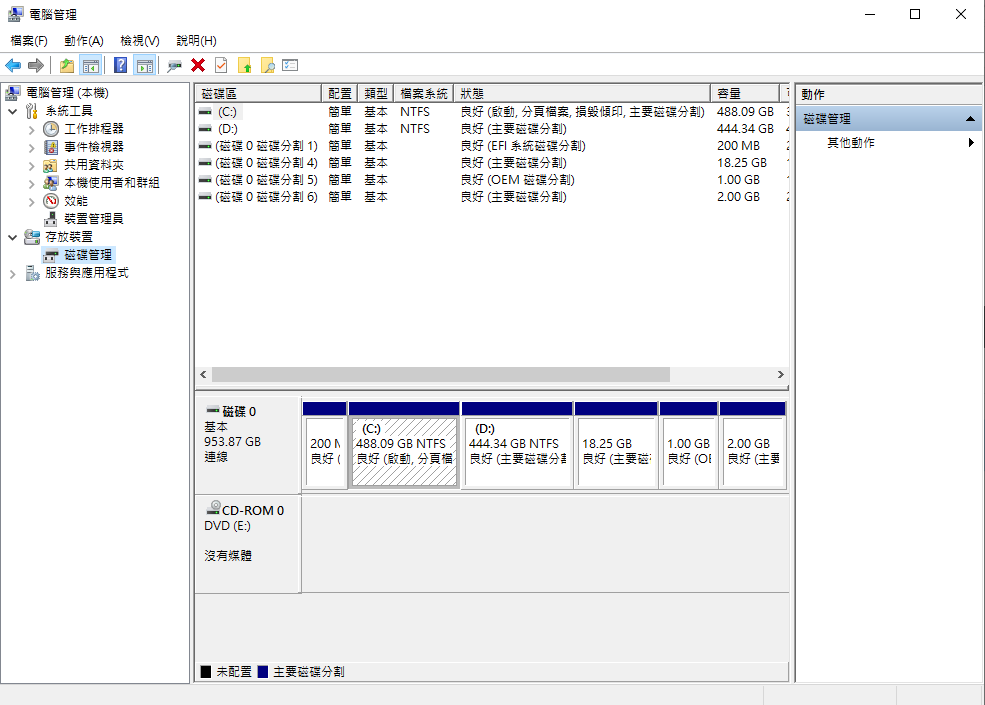 電腦管理
檔案(F) 動作(A) 檢視(V) 說明(H)
電腦管理 (本機)
系統工具
工作排程器
事件檢視器
共用資料夾
本機使用者和群組
效能
裝置管理員
存放裝置
磁碟管理
服務與應用程式
磁碟區 配置 類型 檔案系統 狀態 容量
(C:) 簡單 基本 NTFS 良好 (啟動, 分頁檔案, 損毀傾印, 主要磁碟分割) 488.09 GB
(D:) 簡單 基本 NTFS 良好 (主要磁碟分割) 444.34 GB
(磁碟 0 磁碟分割 1) 簡單 基本 良好 (EFI 系統磁碟分割) 200 MB
(磁碟 0 磁碟分割 4) 簡單 基本 良好 (主要磁碟分割) 18.25 GB
(磁碟 0 磁碟分割 5) 簡單 基本 良好 (OEM 磁碟分割) 1.00 GB
(磁碟 0 磁碟分割 6) 簡單 基本 良好 (主要磁碟分割) 2.00 GB
磁碟 0
基本
953.87 GB
連線
200
良好 (
(C:)
488.09 GB NTFS
良好 (啟動, 分頁檔
(D:)
444.34 GB NTFS
良好 (主要磁碟分
18.25 GB
良好 (主要磁
1.00 GB
良好 (OE
2.00 GB
良好 (主要
CD-ROM 0
DVD (E:)
沒有媒體
未配置 主要磁碟分割
動作
磁碟管理
其他動作